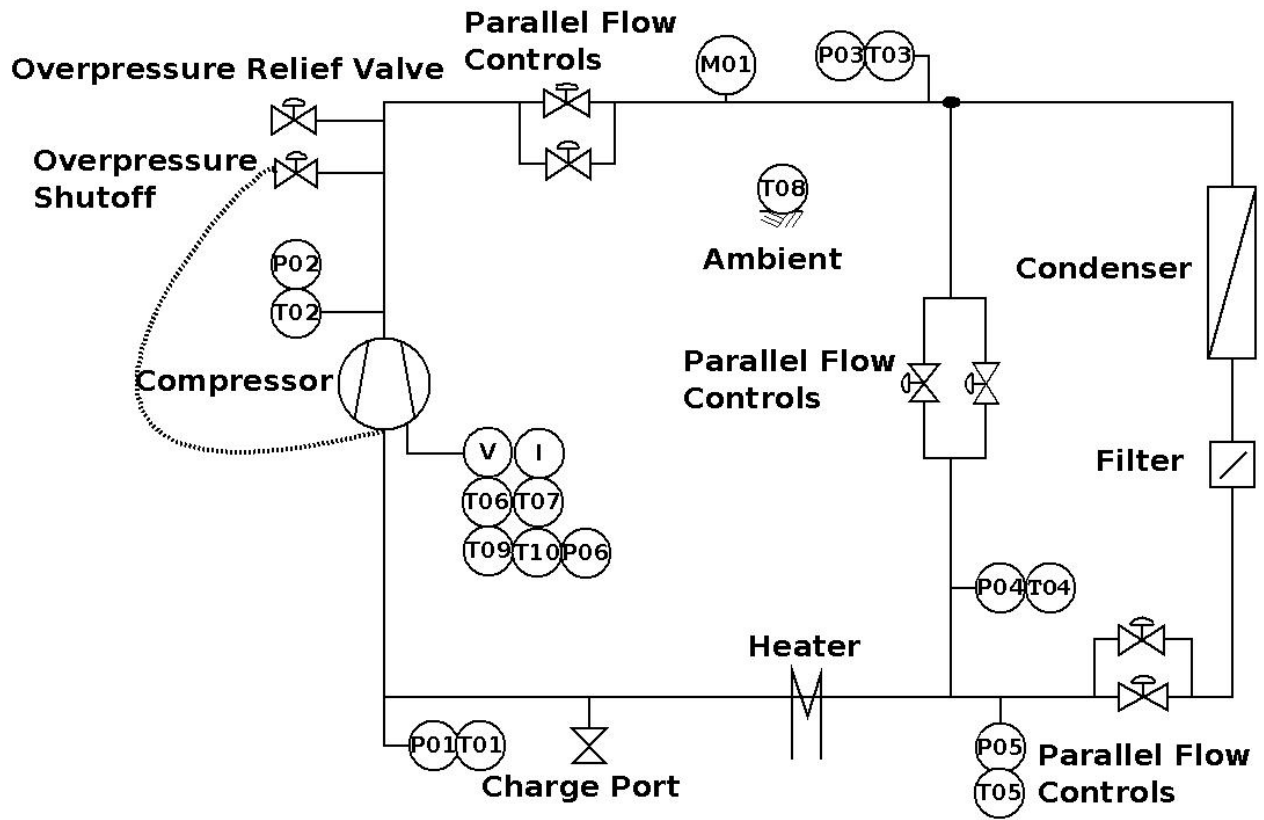 Parallel Flow
Controls
Overpressure Relief Valve
M01
P03
T03
Overpressure
Shutoff
T08
Ambient
P02
T02
Condenser
Parallel Flow
Controls
Compressor
V
I
Filter
T06
T07
T09
T10
P06
P04
T04
Heater
P01
T01
Charge Port
P05
T05
Parallel Flow
Controls